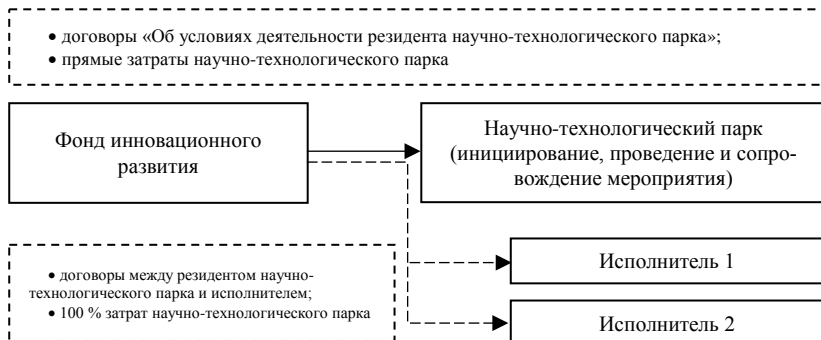 • договоры «Об условиях деятельности резидента научно-технологического парка»;
• прямые затраты научно-технологического парка
Фонд инновационного
развития
Научно-технологический парк
(инициирование, проведение и сопро-
вождение мероприятия)
• договоры между резидентом научно-
технологического парка и исполнителем;
• 100 % затрат научно-технологического парка
Исполнитель 1
Исполнитель 2